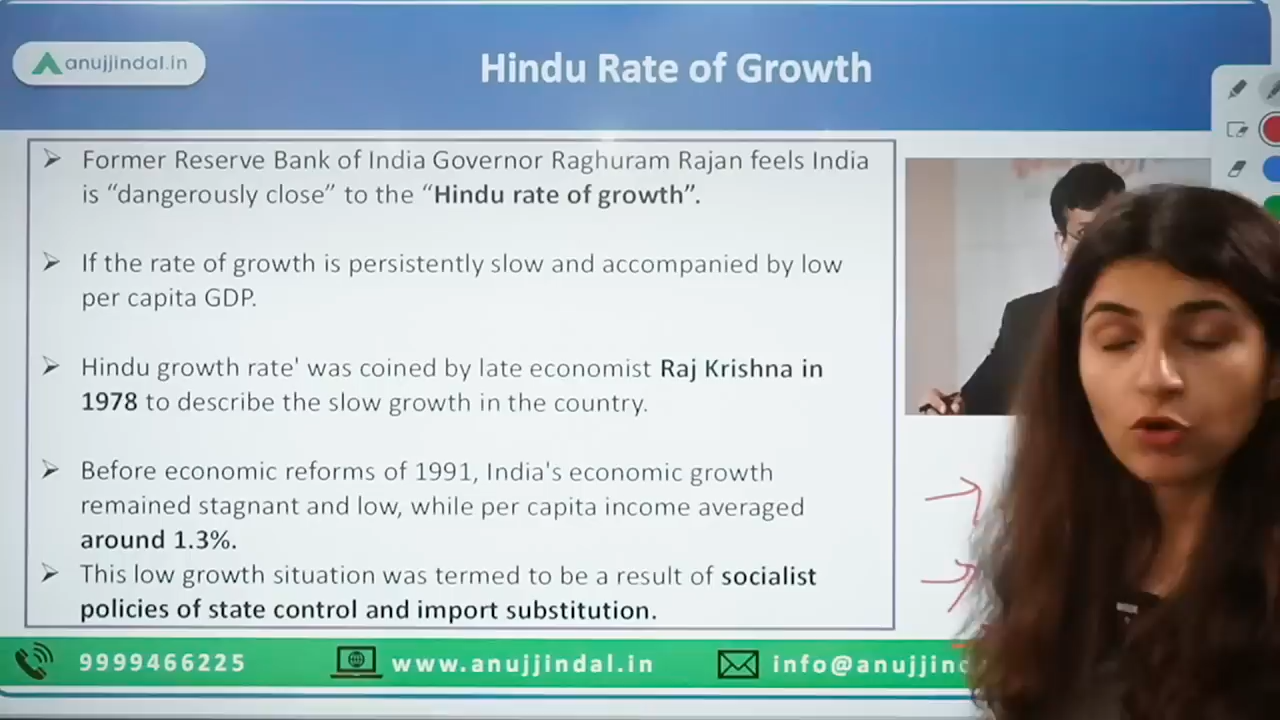 anujjindal.in
Hindu Rate of Growth
➢ Former Reserve Bank of India Governor Raghuram Rajan feels India
is “dangerously close” to the “Hindu rate of growth”.
➢ If the rate of growth is persistently slow and accompanied by low
per capita GDP.
➢ Hindu growth rate' was coined by late economist Raj Krishna in
1978 to describe the slow growth in the country.
➢ Before economic reforms of 1991, India's economic growth
remained stagnant and low, while per capita income averaged
around 1.3%.
➢ This low growth situation was termed to be a result of socialist
policies of state control and import substitution.
9999466225
www.anujjindal.in